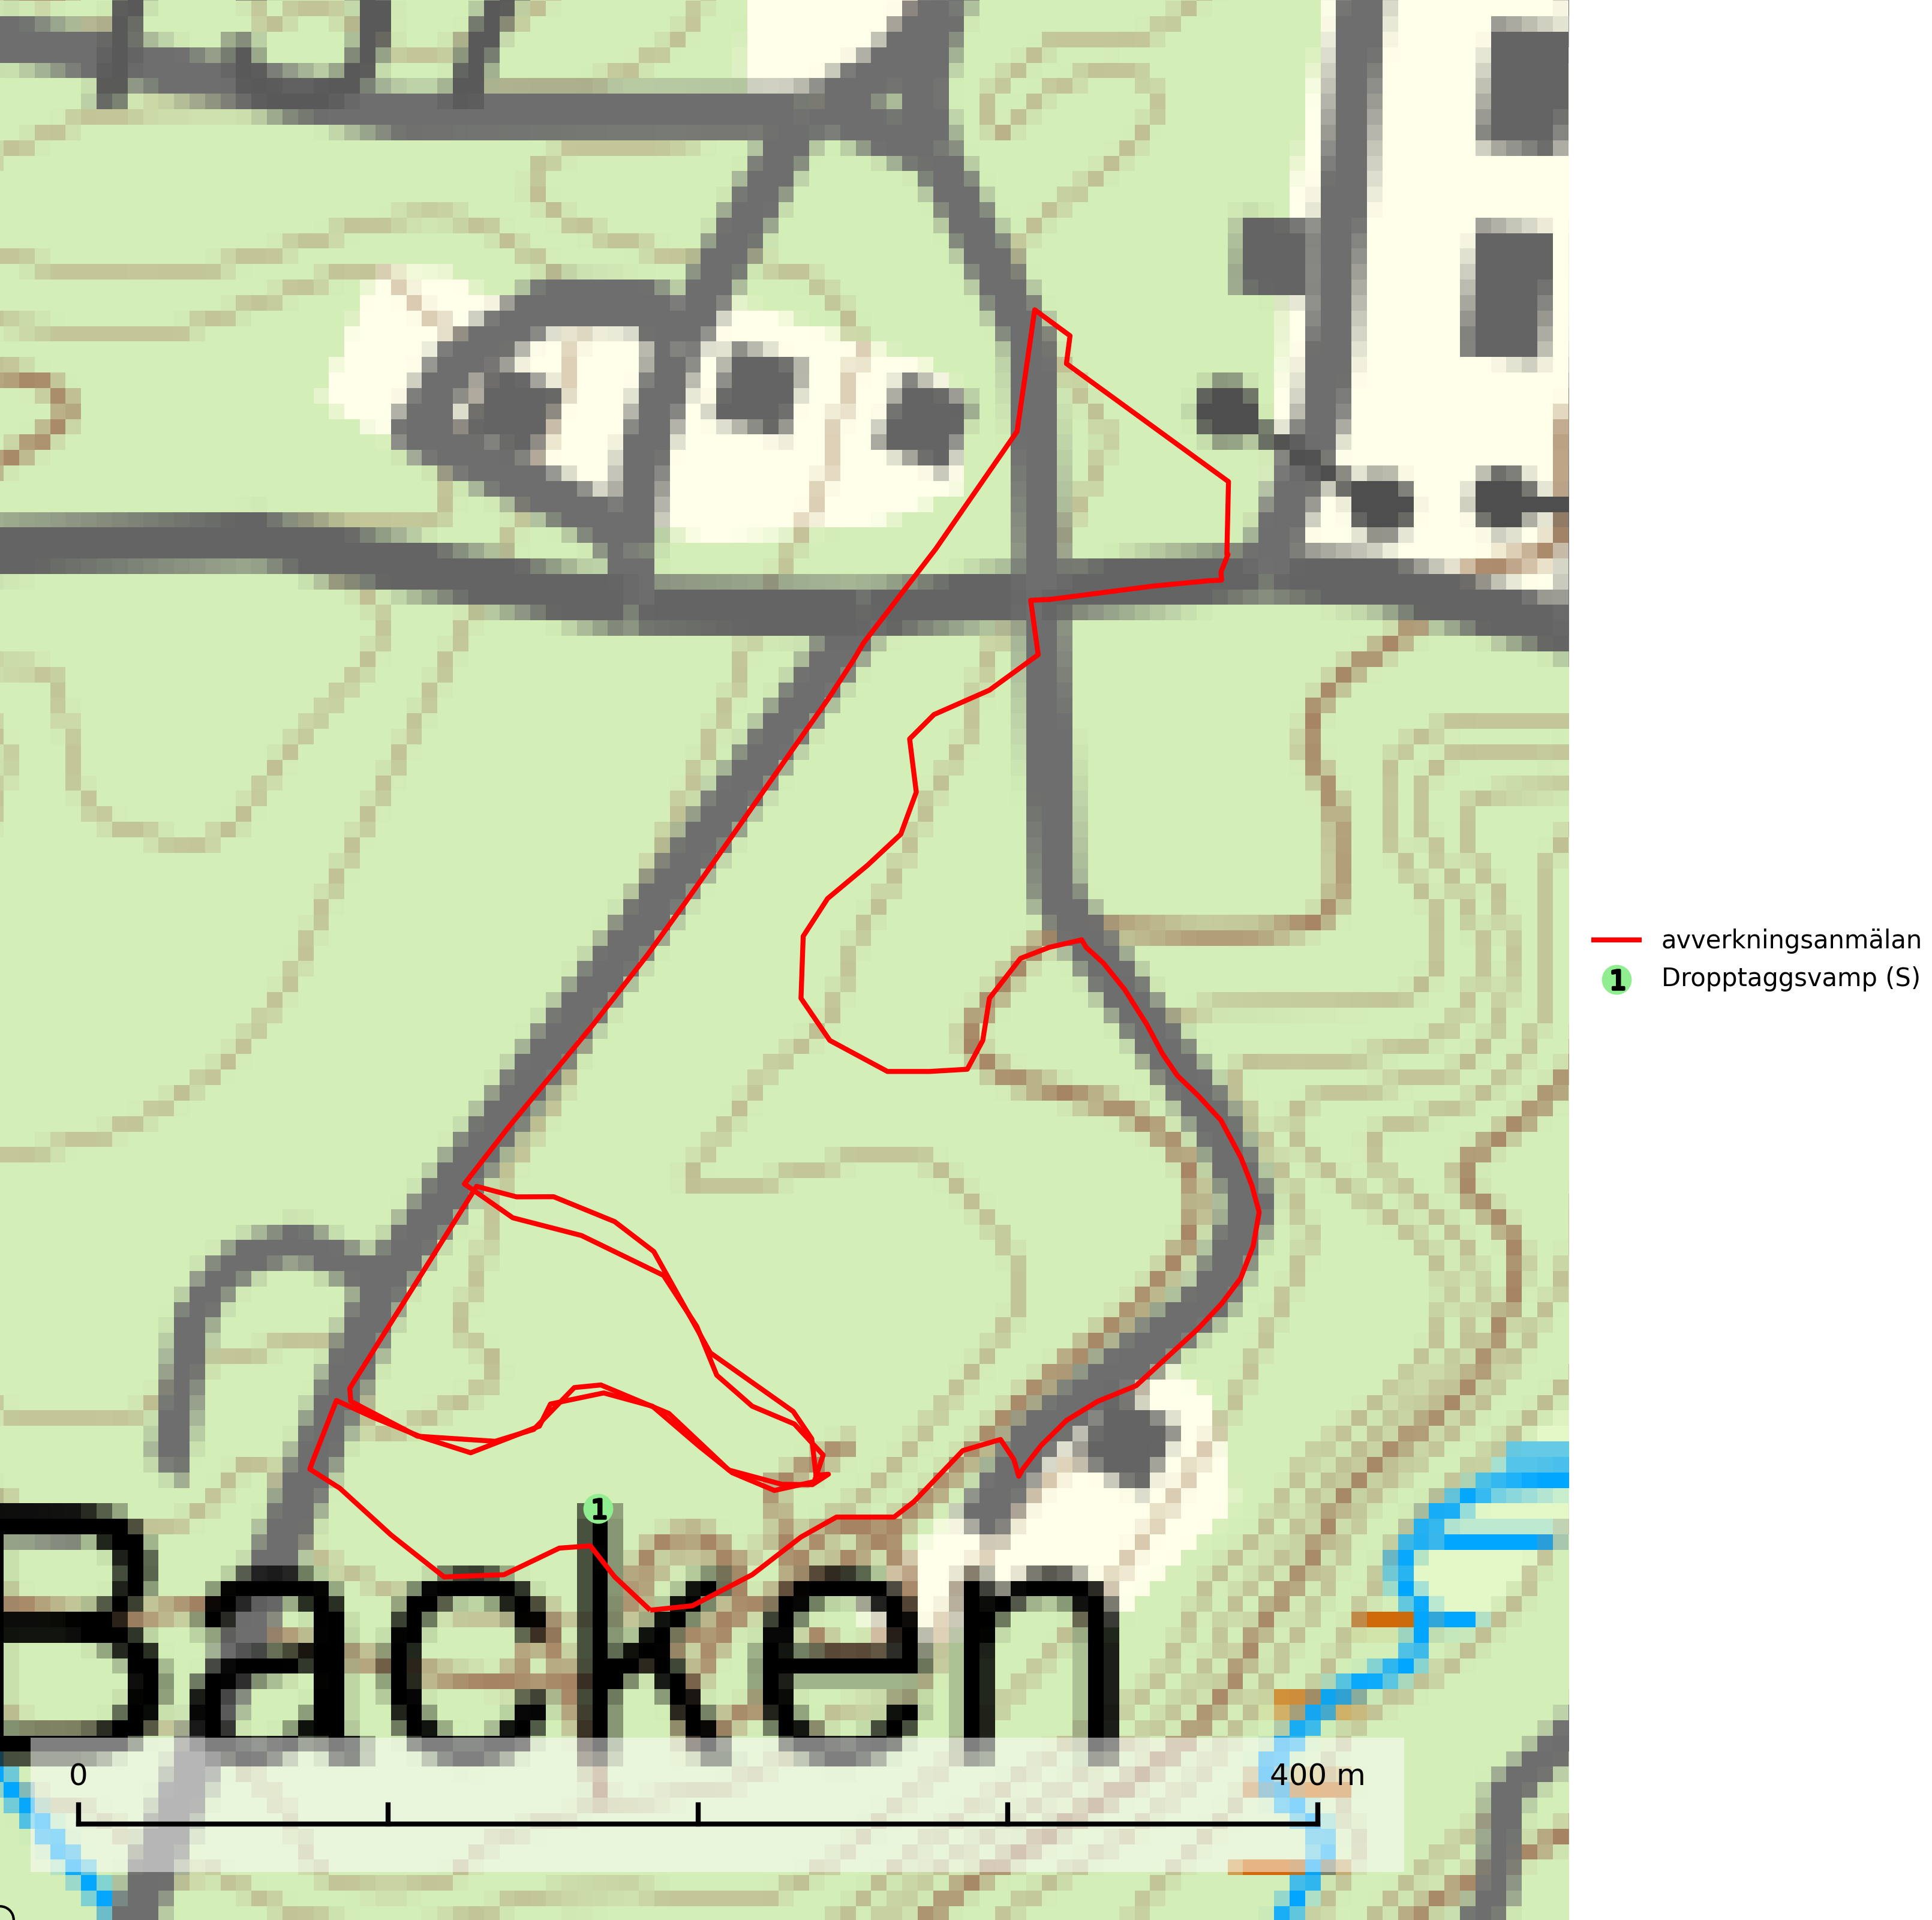 avverkningsanmälan
1 Dropptaggsvamp (S)
1
Backen
0 400 m